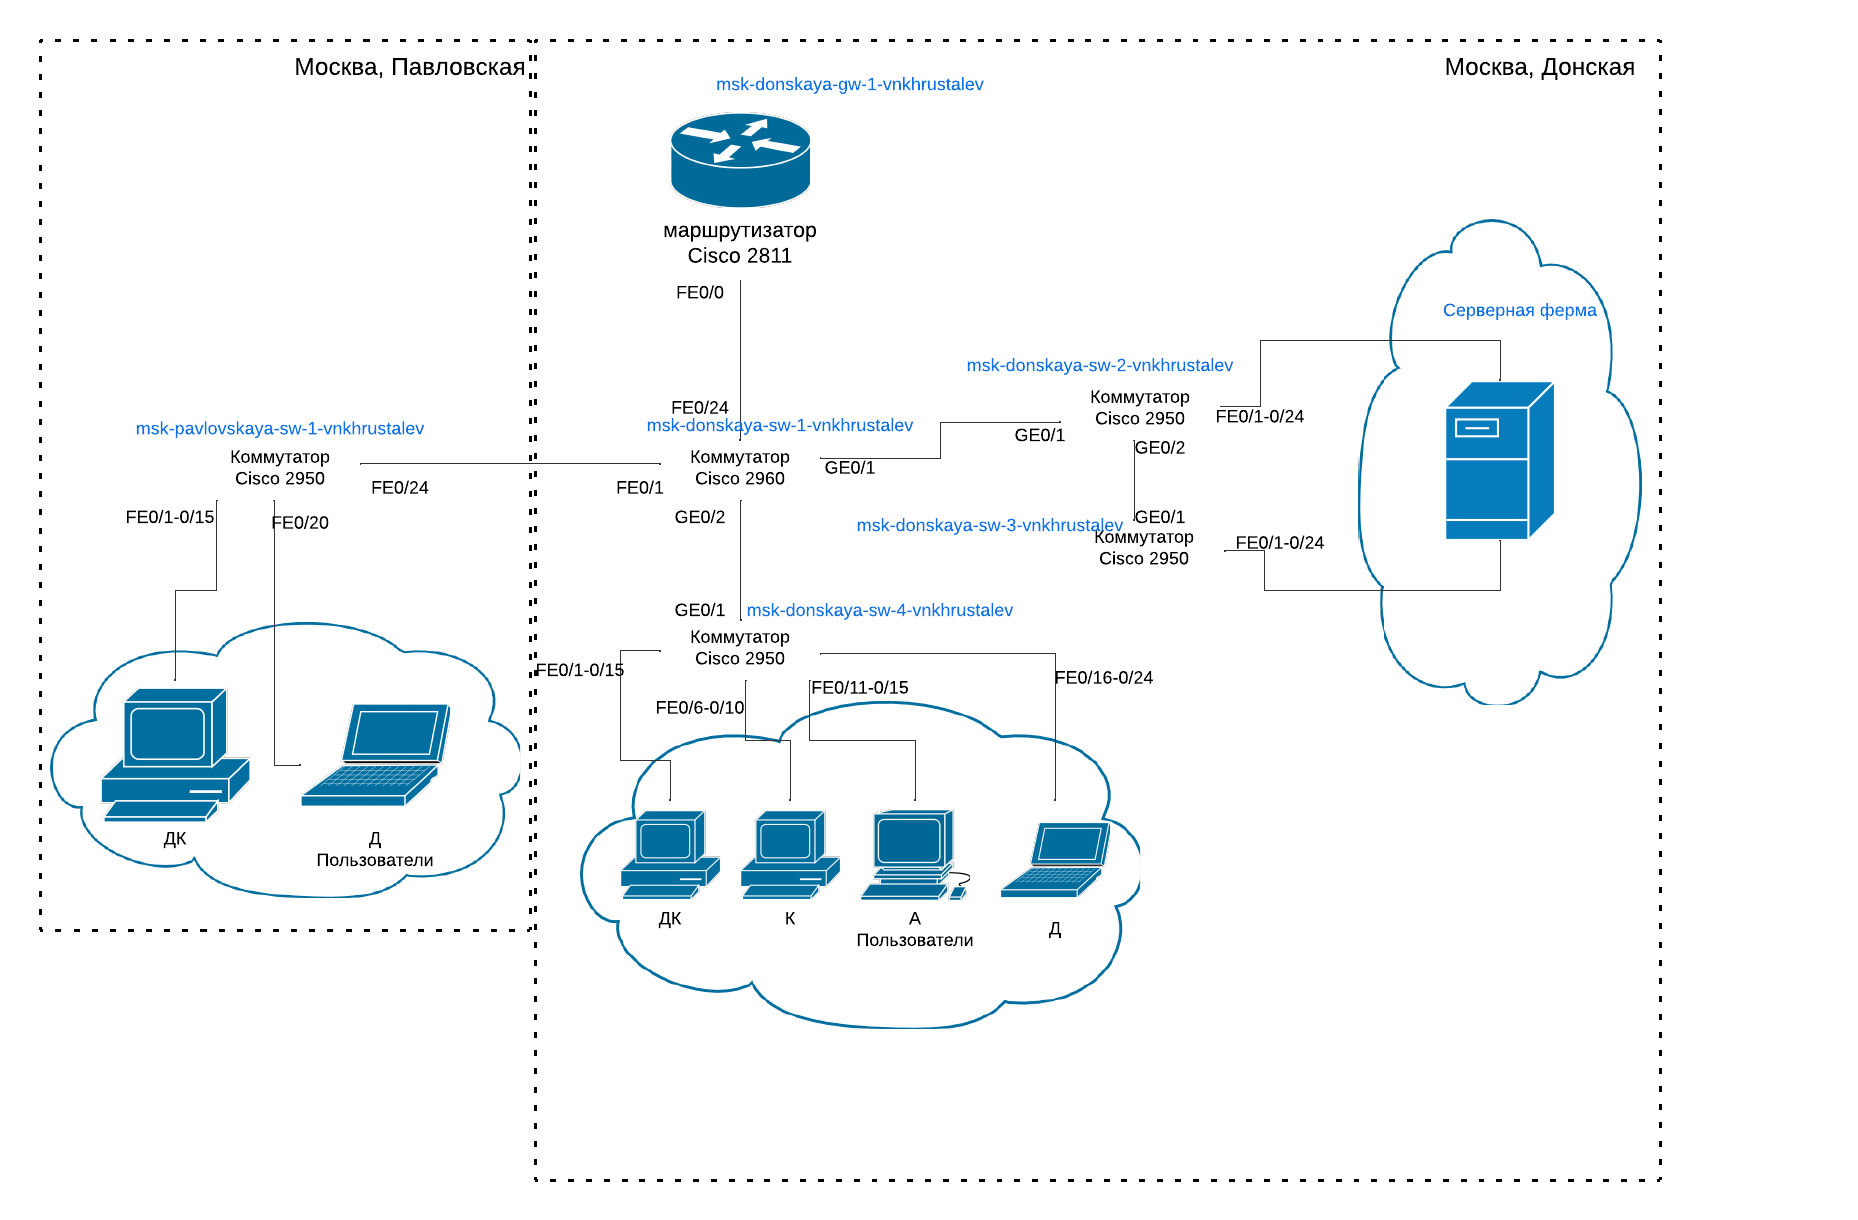 Москва, Павловская
Москва, Донская
msk-donskaya-gw-1-vnkhrustalev
маршрутизатор
Cisco 2811
FE0/0
Серверная ферма
msk-donskaya-sw-2-vnkhrustalev
Коммутатор
Cisco 2950
FE0/1-0/24
GE0/1
GE0/2
FE0/24
msk-donskaya-sw-1-vnkhrustalev
Коммутатор
Cisco 2960
GE0/1
FE0/1
GE0/2
msk-pavlovskaya-sw-1-vnkhrustalev
Коммутатор
Cisco 2950
FE0/24
FE0/1-0/15
FE0/20
GE0/1
msk-donskaya-sw-3-vnkhrustalev
Коммутатор
Cisco 2950
FE0/1-0/24
GE0/1
msk-donskaya-sw-4-vnkhrustalev
Коммутатор
Cisco 2950
FE0/1-0/15
FE0/6-0/10
FE0/11-0/15
FE0/16-0/24
ДК
Д
Пользователи
ДК
К
А
Пользователи
Д